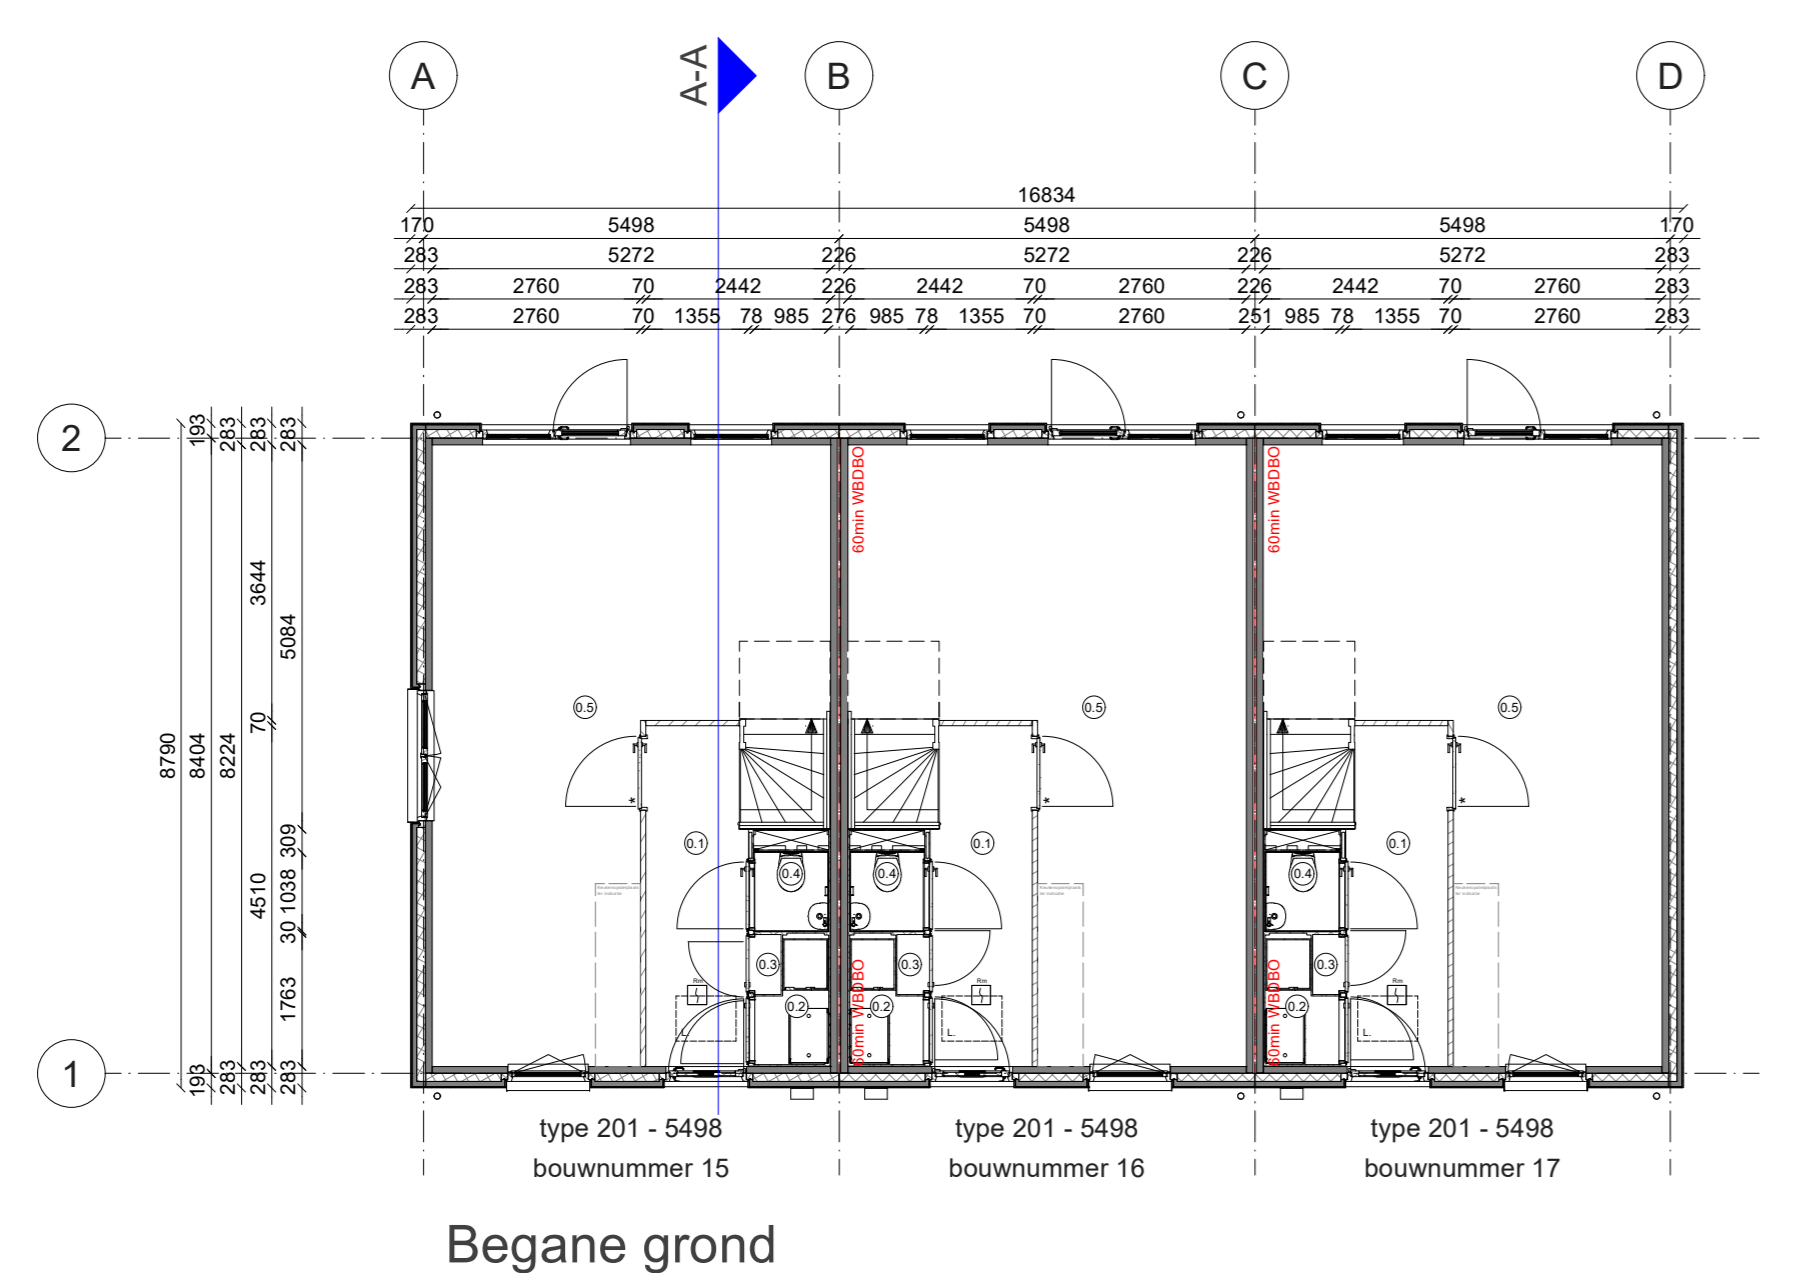 A
A-A
B
C
D
16834
170 5498 5498 5498 170
283 5272 226 5272 226 5272 283
283 2760 70 2442 226 2442 70 2760 226 2442 70 2760 283
283 2760 70 1355 78 985 276 985 78 1355 70 2760 251 985 78 1355 70 2760 283
2
193 283 283 283
8790
8404
8224
3644 70 4510
5084 309 1038 30 1763
193 283 283 283
1
60min WBDBO
60min WBDBO
0.5 0.5 0.5
* * *
0.1 0.1 0.1
0.4 0.4 0.4
0.3 0.3 0.3
Rm Rm Rm
0.2 0.2 0.2
L. L. L.
60min WBDBO
60min WBDBO
type 201 - 5498
bouwnummer 15
type 201 - 5498
bouwnummer 16
type 201 - 5498
bouwnummer 17
Begane grond